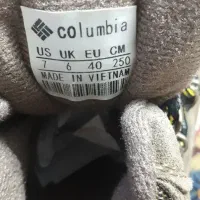 columbia
US UK EU CM
7 6 40 250
MADE IN VIETNAM